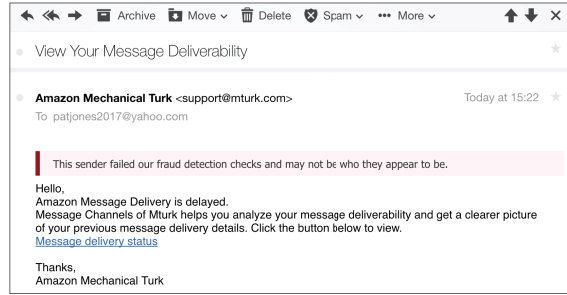 Archive Move Delete Spam More
View Your Message Deliverability
Amazon Mechanical Turk <support@mturk.com> Today at 15:22
To patjones2017@yahoo.com
This sender failed our fraud detection checks and may not be who they appear to be.
Hello,
Amazon Message Delivery is delayed.
Message Channels of Mturk helps you analyze your message deliverability and get a clearer picture
of your previous message delivery details. Click the button below to view.
Message delivery status
Thanks,
Amazon Mechanical Turk